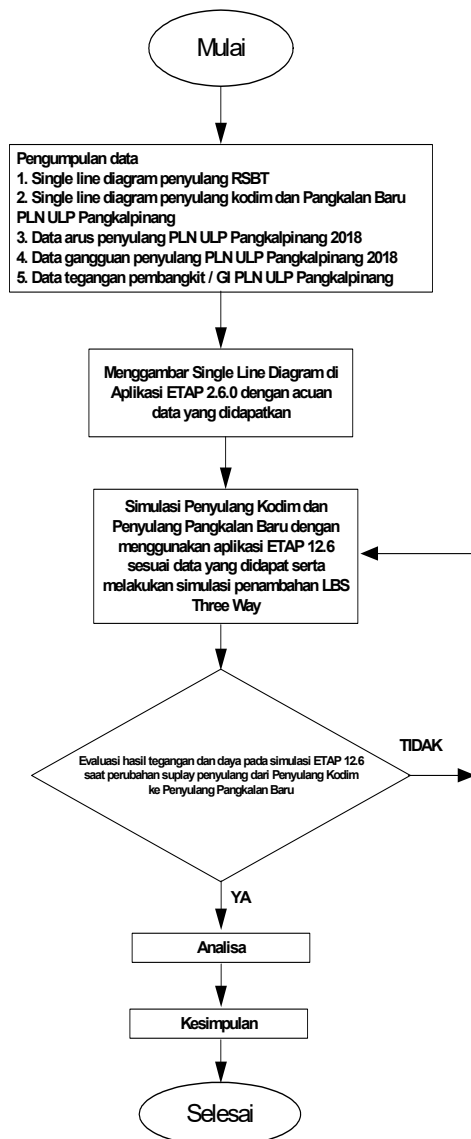 Mulai
Pengumpulan data
1. Single line diagram penyulang RSBT
2. Single line diagram penyulang kodim dan Pangkalan Baru
PLN ULP Pangkalpinang
3. Data arus penyulang PLN ULP Pangkalpinang 2018
4. Data gangguan penyulang PLN ULP Pangkalpinang 2018
5. Data tegangan pembangkit / GI PLN ULP Pangkalpinang
Menggambar Single Line Diagram di
Aplikasi ETAP 2.6.0 dengan acuan
data yang didapatkan
Simulasi Penyulang Kodim dan
Penyulang Pangkalan Baru dengan
menggunakan aplikasi ETAP 12.6
sesuai data yang didapat serta
melakukan simulasi penambahan LBS
Three Way
Evaluasi hasil tegangan dan daya pada simulasi ETAP 12.6
saat perubahan suplay penyulang dari Penyulang Kodim
ke Penyulang Pangkalan Baru
TIDAK
YA
Analisa
Kesimpulan
Selesai